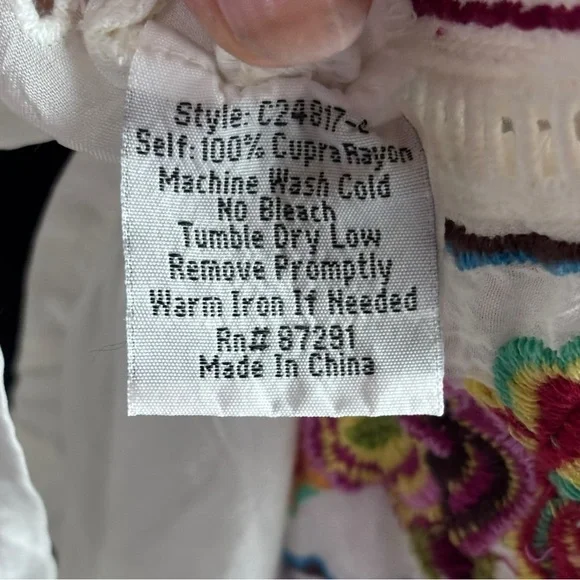 Style: C24817-
Self: 100% Cupra Rayon
Machine Wash Cold
No Bleach
Tumble Dry Low
Remove Promptly
Warm Iron If Needed
Rn# 87291
Made In China